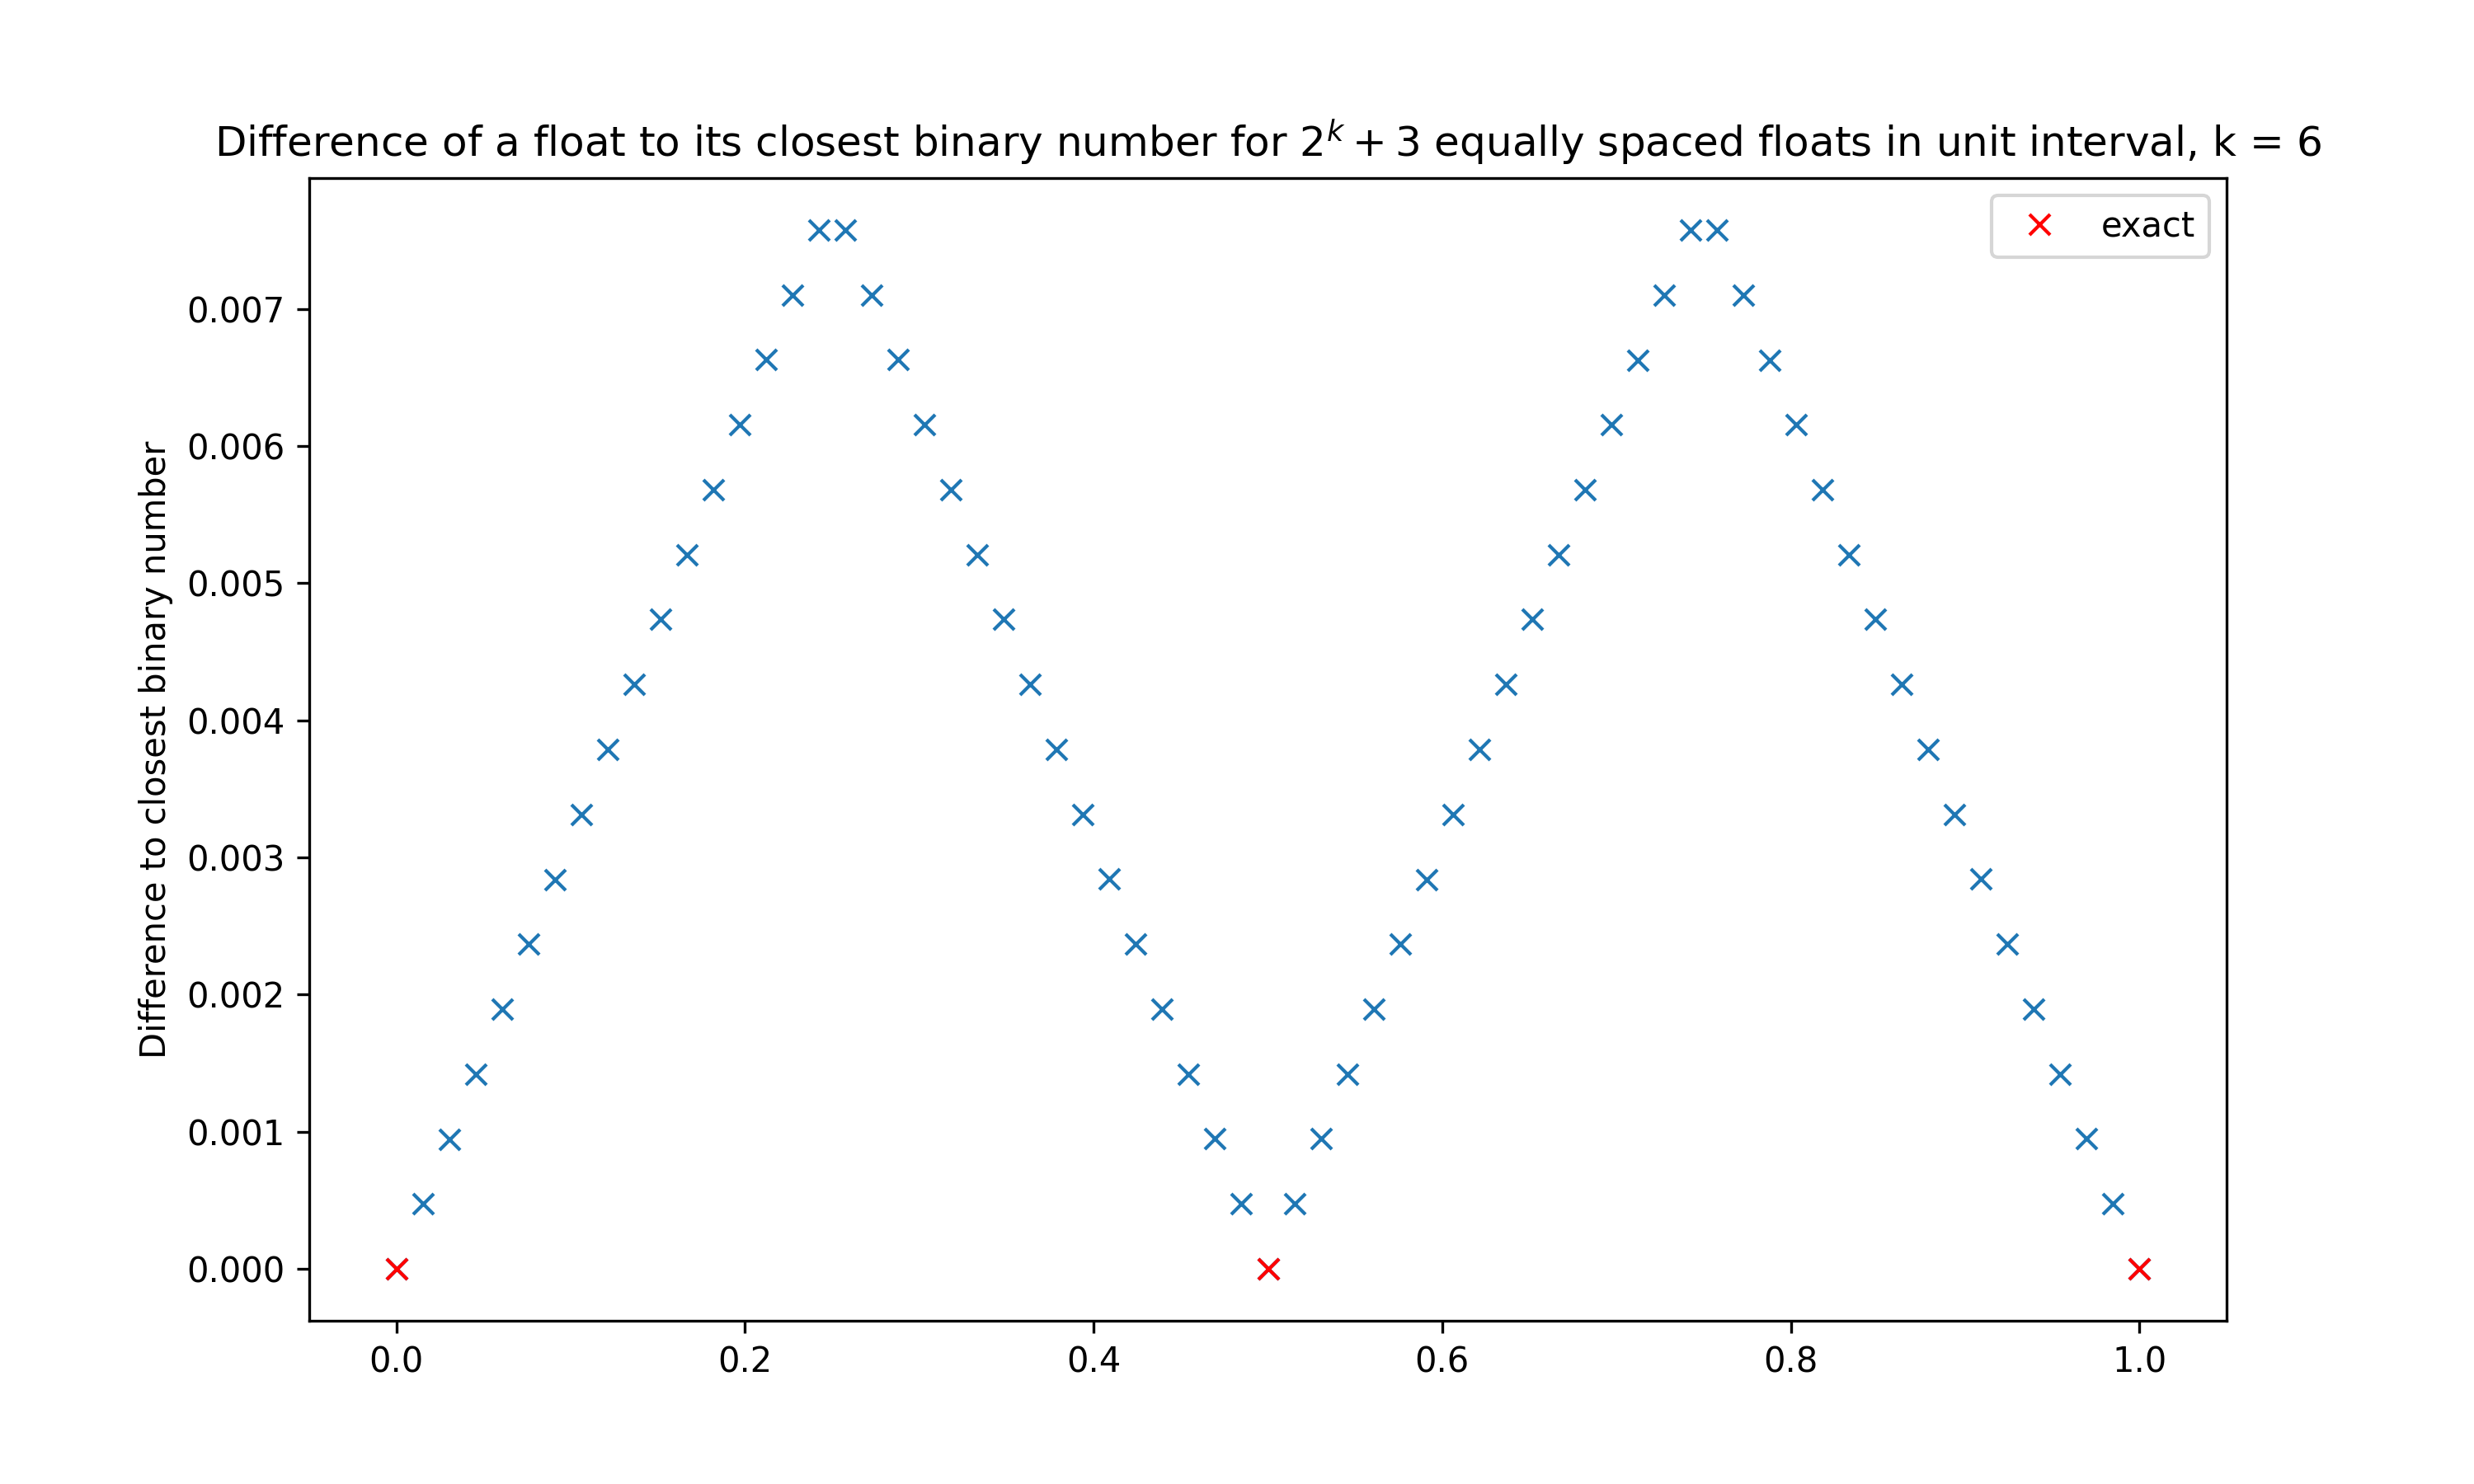 Difference of a float to its closest binary number for 2^k + 3 equally spaced floats in unit interval, k = 6
exact
Difference to closest binary number
0.007
0.006
0.005
0.004
0.003
0.002
0.001
0.000
0.0 0.2 0.4 0.6 0.8 1.0